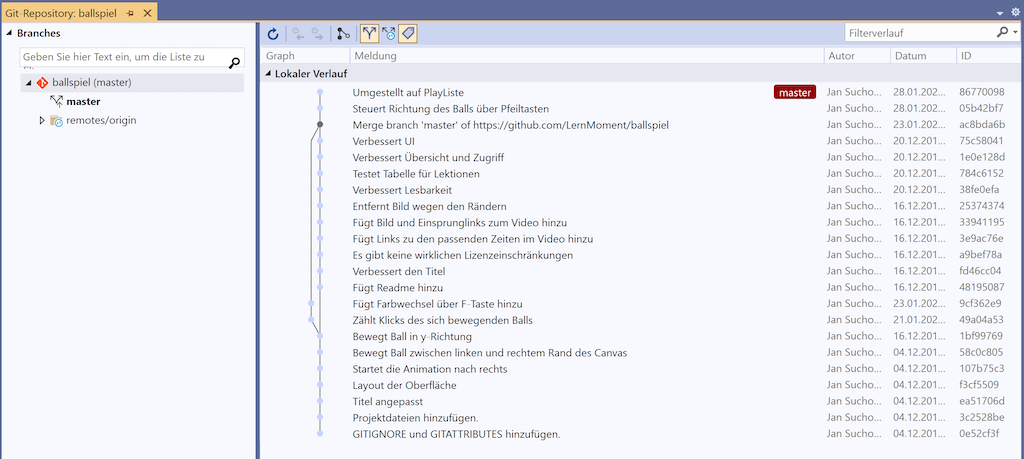 Git-Repository: ballspiel
Branches
Geben Sie hier Text ein, um die Liste zu
ballspiel (master)
master
remotes/origin
Filterverlauf
Graph Meldung Autor Datum ID
Lokaler Verlauf
Umgestellt auf PlayListe master Jan Sucho... 28.01.202... 86770098
Steuert Richtung des Balls über Pfeiltasten Jan Sucho... 28.01.202... 05b42bf7
Merge branch 'master' of https://github.com/LernMoment/ballspiel Jan Sucho... 23.01.202... ac8bda6b
Verbessert UI Jan Sucho... 20.12.201... 75c58041
Verbessert Übersicht und Zugriff Jan Sucho... 20.12.201... 1e0e128d
Testet Tabelle für Lektionen Jan Sucho... 20.12.201... 784c6152
Verbessert Lesbarkeit Jan Sucho... 20.12.201... 38fe0efa
Entfernt Bild wegen den Rändern Jan Sucho... 16.12.201... 25374374
Fügt Bild und Einsprunglinks zum Video hinzu Jan Sucho... 16.12.201... 33941195
Fügt Links zu den passenden Zeiten im Video hinzu Jan Sucho... 16.12.201... 3e9ac76e
Es gibt keine wirklichen Lizenzeinschränkungen Jan Sucho... 16.12.201... a9bef78a
Verbessert den Titel Jan Sucho... 16.12.201... fd46cc04
Fügt Readme hinzu Jan Sucho... 16.12.201... 48195087
Fügt Farbwechsel über F-Taste hinzu Jan Sucho... 23.01.202... 9cf362e9
Zählt Klicks des sich bewegenden Balls Jan Sucho... 21.01.202... 49a04a53
Bewegt Ball in y-Richtung Jan Sucho... 16.12.201... 1bf99769
Bewegt Ball zwischen linken und rechtem Rand des Canvas Jan Sucho... 04.12.201... 58c0c805
Startet die Animation nach rechts Jan Sucho... 04.12.201... 107b75c3
Layout der Oberfläche Jan Sucho... 04.12.201... f3cf5509
Titel angepasst Jan Sucho... 04.12.201... ea51706d
Projektdateien hinzufügen. Jan Sucho... 04.12.201... 3c2528be
GITIGNORE und GITATTRIBUTES hinzufügen. Jan Sucho... 04.12.201... 0e52cf3f